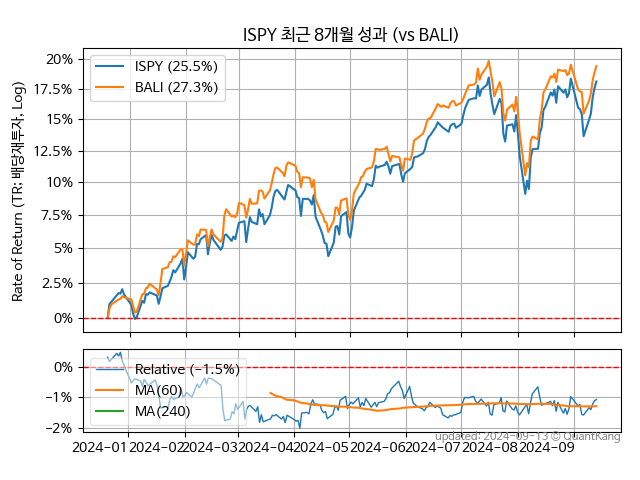 ISPY 최근 8개월 성과 (vs BALI)
Rate of Return (TR: 배당재투자, Log)
20%
17.5%
15%
12.5%
10%
7.5%
5%
2.5%
0%
ISPY (25.5%)
BALI (27.3%)
0%
−1%
−2%
Relative (−1.5%)
MA(60)
MA(240)
2024−01
2024−02
2024−03
2024−04
2024−05
2024−06
2024−07
2024−08
2024−09
updated: 2024−09−13 © QuantKang